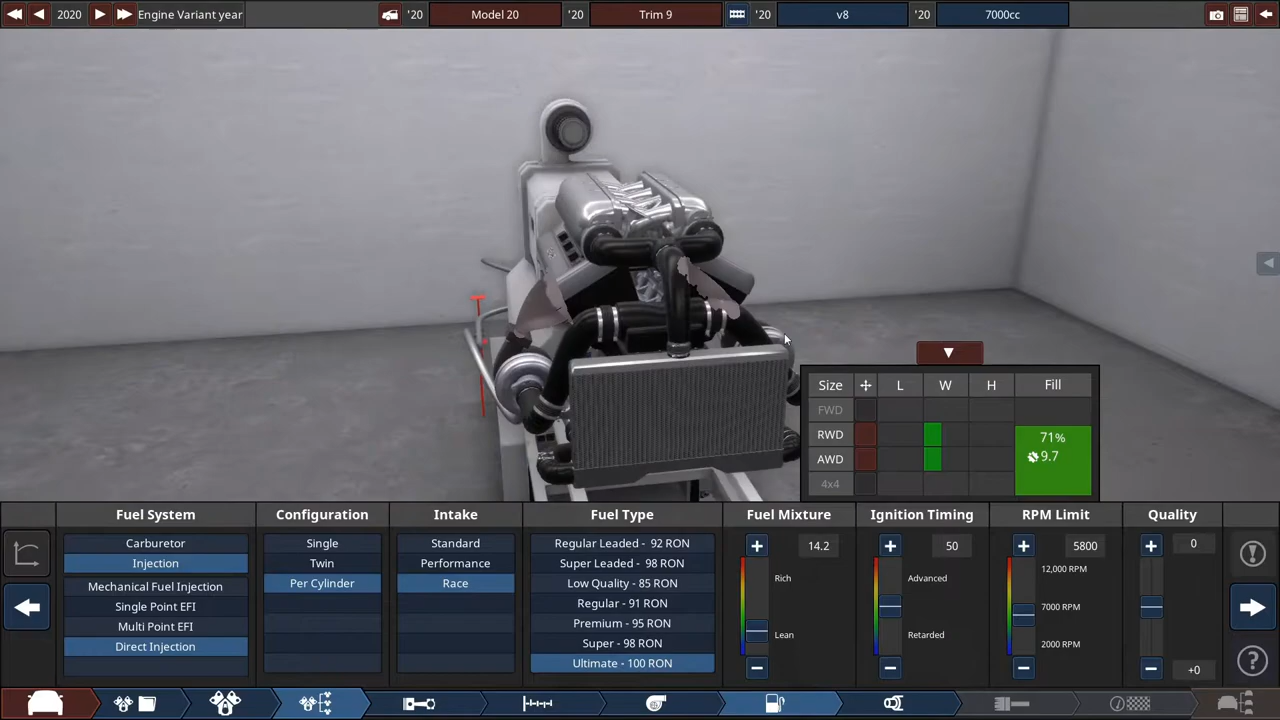 2020 Engine Variant year '20 Model 20 '20 Trim 9 '20 v8 '20 7000cc
Size L W H Fill
FWD
RWD 71%
AWD 9.7
4x4
Fuel System Configuration Intake Fuel Type Fuel Mixture Ignition Timing RPM Limit Quality
Carburetor Single Standard Regular Leaded - 92 RON 14.2 50 5800 0
Injection Twin Performance Super Leaded - 98 RON 12,000 RPM
Mechanical Fuel Injection Per Cylinder Race Low Quality - 85 RON Rich Advanced
Single Point EFI Regular - 91 RON 7000 RPM
Multi Point EFI Premium - 95 RON Lean Retarded
Direct Injection Super - 98 RON 2000 RPM
Ultimate - 100 RON +0